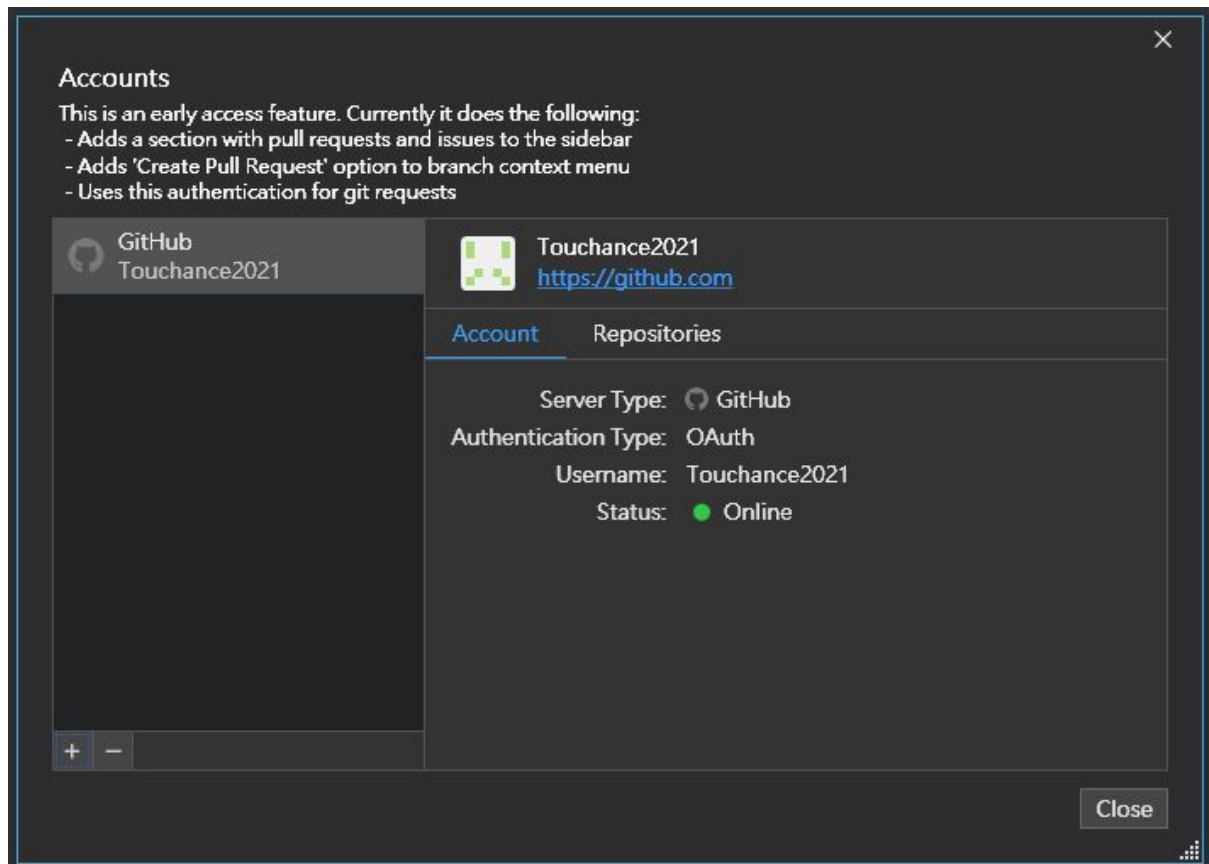 Accounts
This is an early access feature. Currently it does the following:
- Adds a section with pull requests and issues to the sidebar
- Adds 'Create Pull Request' option to branch context menu
- Uses this authentication for git requests
GitHub
Touchance2021
Touchance2021
https://github.com
Account Repositories
Server Type: GitHub
Authentication Type: OAuth
Username: Touchance2021
Status: Online
Close